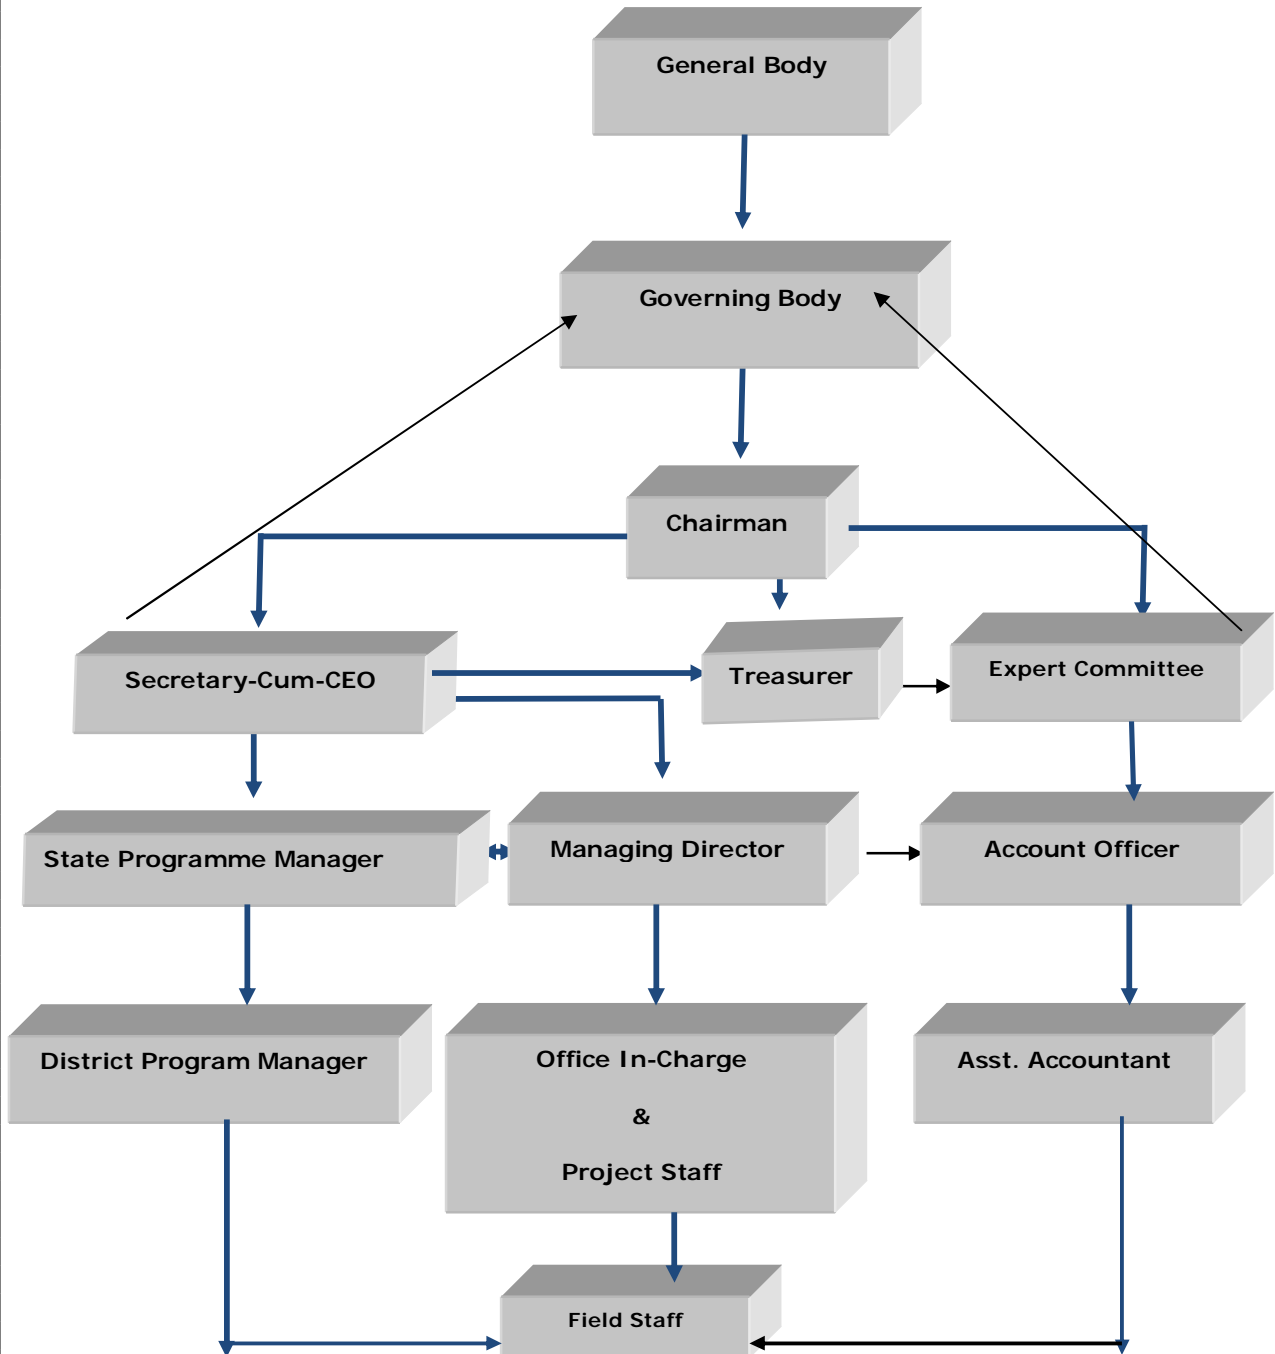 General Body
Governing Body
Chairman
Secretary-Cum-CEO
Treasurer
Expert Committee
State Programme Manager
Managing Director
Account Officer
District Program Manager
Office In-Charge
&
Project Staff
Asst. Accountant
Field Staff